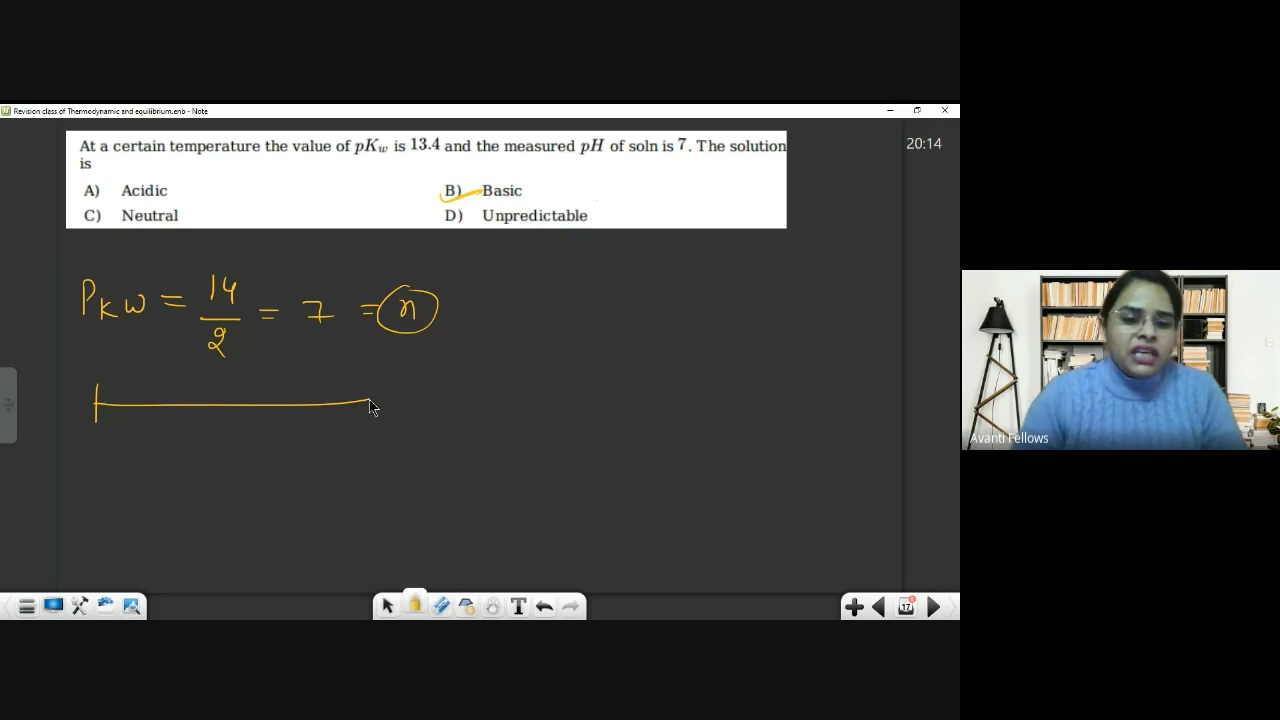 Revision class of Thermodynamic and equilibrium.enb - Note
20:14
At a certain temperature the value of pKw is 13.4 and the measured pH of soln is 7. The solution
is
A) Acidic B) Basic
C) Neutral D) Unpredictable
PKW = 14/2 = 7 = n
Avanti Fellows
17